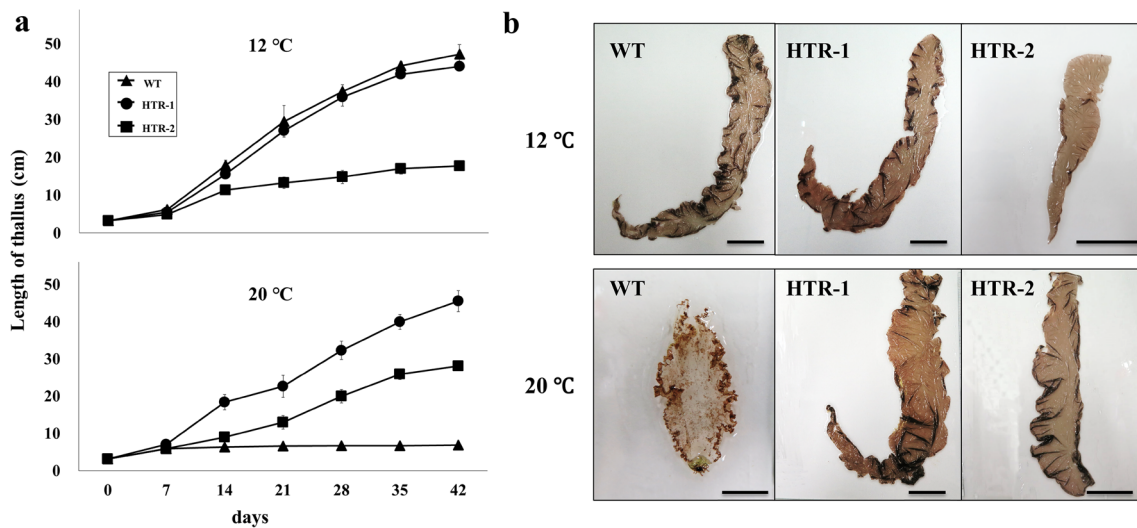 a
12 ℃
50
40
30
20
10
0
WT
HTR-1
HTR-2
20 ℃
50
40
30
20
10
0
0 7 14 21 28 35 42
days
Length of thallus (cm)
b
WT HTR-1 HTR-2
12 ℃
WT HTR-1 HTR-2
20 ℃